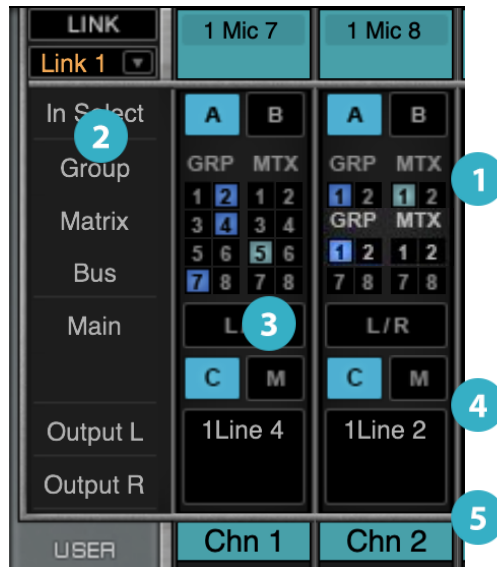 LINK
1 Mic 7
1 Mic 8
Link 1
In Select
A B
A B
2
Group
GRP MTX
GRP MTX
1
1 2 1 2
1 2 1 2
Matrix
3 4 3 4
GRP MTX
5 6 5 6
1 2 1 2
Bus
7 8 7 8
7 8 7 8
Main
L
3
L/R
C M
C M
4
Output L
1Line 4
1Line 2
Output R
5
USER
Chn 1
Chn 2